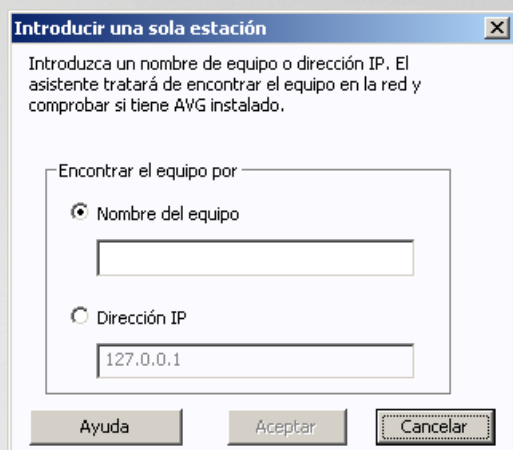 Introducir una sola estación
Introduzca un nombre de equipo o dirección IP. El
asistente tratará de encontrar el equipo en la red y
comprobar si tiene AVG instalado.
Encontrar el equipo por
Nombre del equipo
Dirección IP
127.0.0.1
Ayuda Aceptar Cancelar